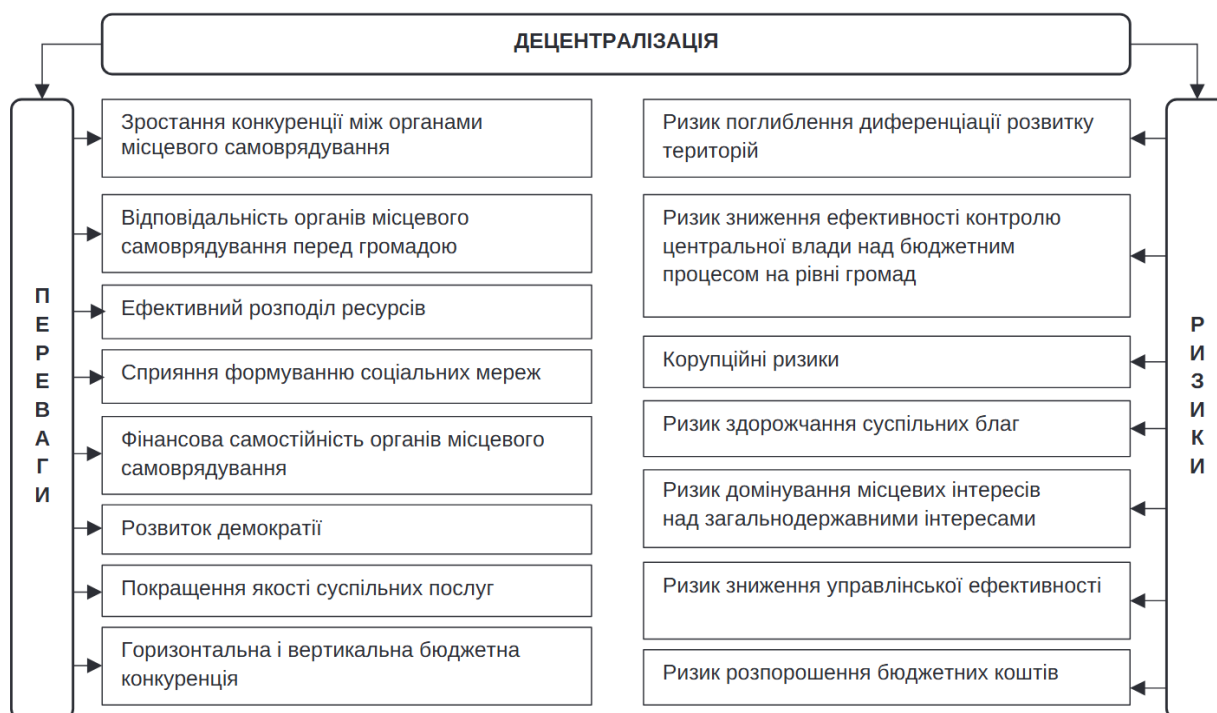 ДЕЦЕНТРАЛІЗАЦІЯ
ПЕРЕВАГИ
Зростання конкуренції між органами
місцевого самоврядування
Відповідальність органів місцевого
самоврядування перед громадою
Ефективний розподіл ресурсів
Сприяння формуванню соціальних мереж
Фінансова самостійність органів місцевого
самоврядування
Розвиток демократії
Покращення якості суспільних послуг
Горизонтальна і вертикальна бюджетна
конкуренція
Ризик поглиблення диференціації розвитку
територій
Ризик зниження ефективності контролю
центральної влади над бюджетним
процесом на рівні громад
Корупційні ризики
Ризик здорожчання суспільних благ
Ризик домінування місцевих інтересів
над загальнодержавними інтересами
Ризик зниження управлінської ефективності
Ризик розпорошення бюджетних коштів
РИЗИКИ